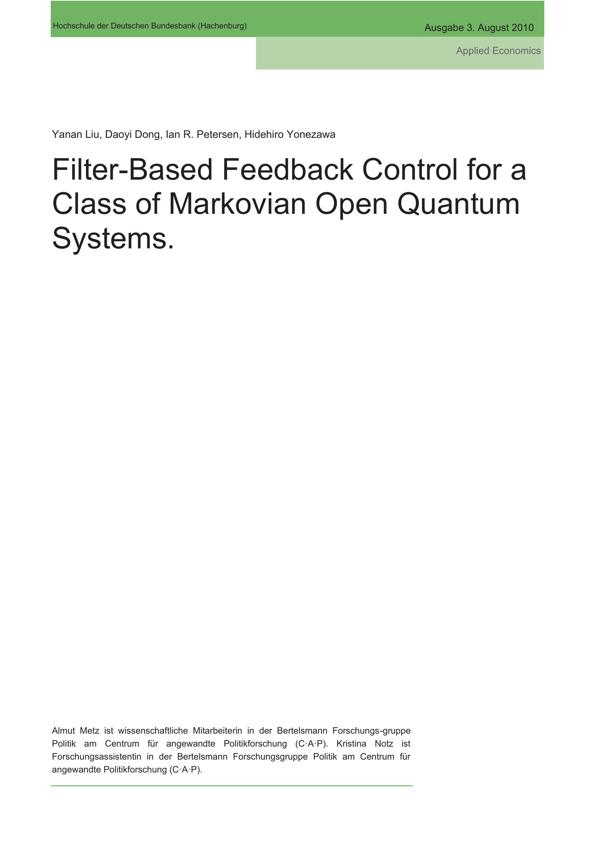 Hochschule der Deutschen Bundesbank (Hachenburg)
Ausgabe 3. August 2010
Applied Economics
Yanan Liu, Daoyi Dong, Ian R. Petersen, Hidehiro Yonezawa
Filter-Based Feedback Control for a
Class of Markovian Open Quantum
Systems.
Almut Metz ist wissenschaftliche Mitarbeiterin in der Bertelsmann Forschungs-gruppe
Politik am Centrum für angewandte Politikforschung (C·A·P). Kristina Notz ist
Forschungsassistentin in der Bertelsmann Forschungsgruppe Politik am Centrum für
angewandte Politikforschung (C·A·P).